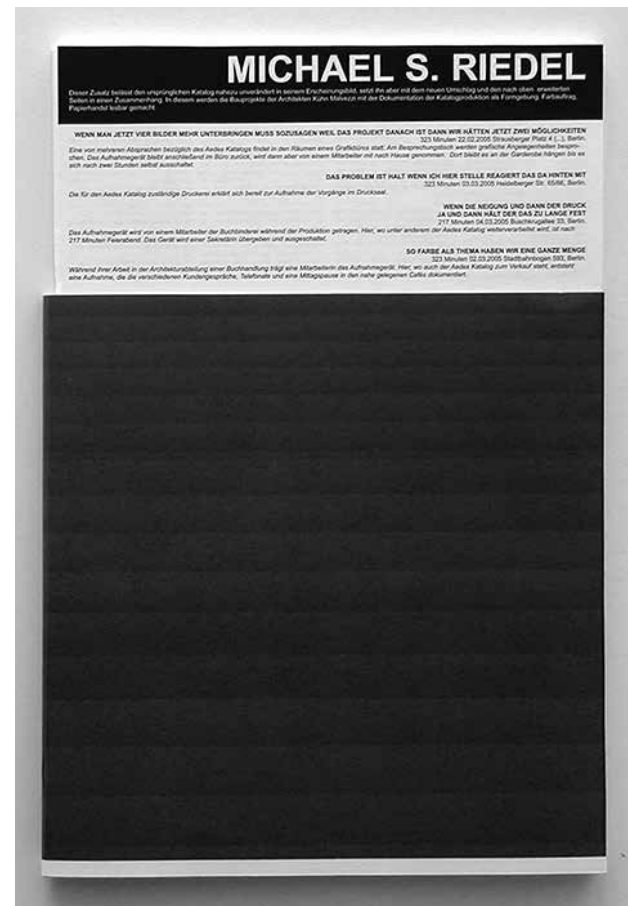 MICHAEL S. RIEDEL
Dieser Zusatz belässt den ursprünglichen Katalog nahezu unverändert in seinem Erscheinungsbild, setzt ihn aber mit dem neuen Umschlag und den nach oben erweiterten
Seiten in einen Zusammenhang. In diesem werden die Bauprojekte der Architekten Kühn Malvezzi mit der Dokumentation der Katalogproduktion als Formgebung, Farbauftrag,
Papierhandel lesbar gemacht.
WENN MAN JETZT VIER BILDER MEHR UNTERBRINGEN MUSS SOZUSAGEN WEIL DAS PROJEKT DANACH IST DANN WIR HÄTTEN JETZT ZWEI MÖGLICHKEITEN
323 Minuten 22.02.2005 Strausberger Platz 4 (...), Berlin.
Eine von mehreren Absprachen bezüglich des Aedes Katalogs findet in den Räumen eines Grafikbüros statt. Am Besprechungstisch werden grafische Angelegenheiten bespro-
chen. Das Aufnahmegerät bleibt anschließend im Büro zurück, wird dann aber von einem Mitarbeiter mit nach Hause genommen. Dort bleibt es an der Garderobe hängen bis es
sich nach zwei Stunden selbst ausschaltet.
DAS PROBLEM IST HALT WENN ICH HIER STELLE REAGIERT DAS DA HINTEN MIT
323 Minuten 03.03.2005 Heidelberger Str. 65/66, Berlin.
Die für den Aedes Katalog zuständige Druckerei erklärt sich bereit zur Aufnahme der Vorgänge im Drucksaal.
WENN DIE NEIGUNG UND DANN DER DRUCK
JA UND DANN HÄLT DER DAS ZU LANGE FEST
217 Minuten 04.03.2005 Buschkrugallee 33, Berlin.
Das Aufnahmegerät wird von einem Mitarbeiter der Buchbinderei während der Produktion getragen. Hier, wo unter anderem der Aedes Katalog weiterverarbeitet wird, ist nach
217 Minuten Feierabend. Das Gerät wird einer Sekretärin übergeben und ausgeschaltet.
SO FARBE ALS THEMA HABEN WIR EINE GANZE MENGE
323 Minuten 02.03.2005 Stadtbahnbogen 593, Berlin.
Während ihrer Arbeit in der Architekturabteilung einer Buchhandlung trägt eine Mitarbeiterin das Aufnahmegerät. Hier, wo auch der Aedes Katalog zum Verkauf steht, entsteht
eine Aufnahme, die die verschiedenen Kundengespräche, Telefonate und eine Mittagspause in den nahe gelegenen Cafés dokumentiert.